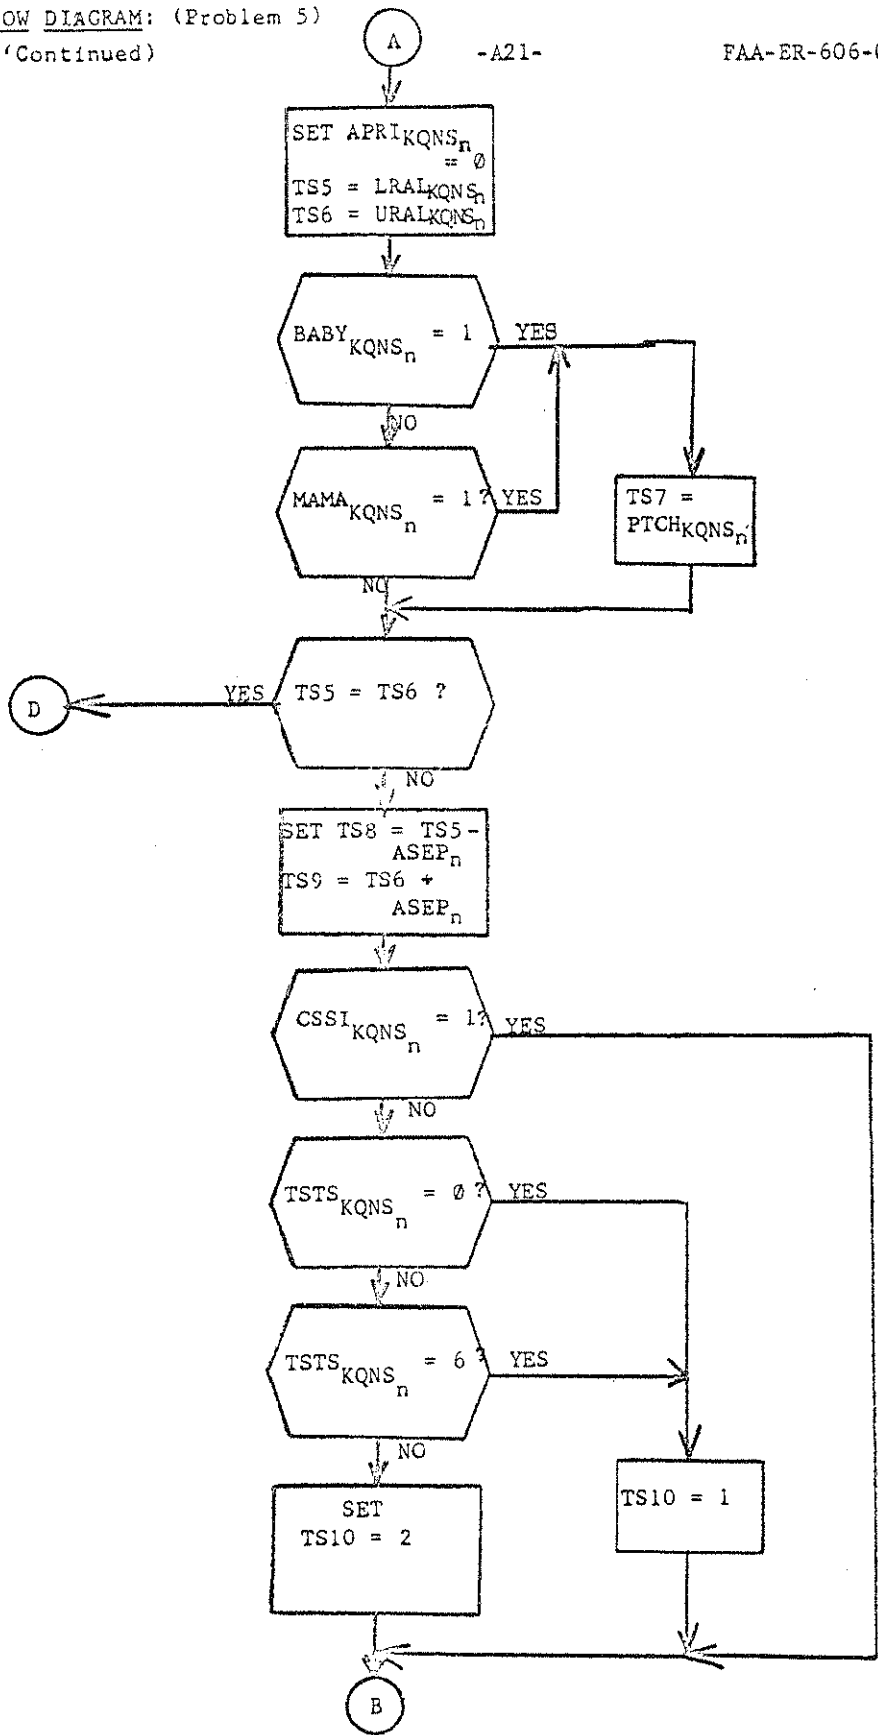 OW DIAGRAM: (Problem 5)
(Continued)
-A21-
FAA-ER-606-0
A
SET APRI KQNS n
= Ø
TS5 = LRAL KQNS n
TS6 = URAL KQNS n
BABY KQNS n = 1
YES
NO
MAMA KQNS n = 1?
YES
TS7 =
PTCH KQNS n
NO
TS5 = TS6 ?
YES
D
NO
SET TS8 = TS5-
ASEP n
TS9 = TS6 +
ASEP n
CSSI KQNS n = 1?
YES
NO
TSTS KQNS n = Ø?
YES
NO
TSTS KQNS n = 6?
YES
NO
SET
TS10 = 2
TS10 = 1
B